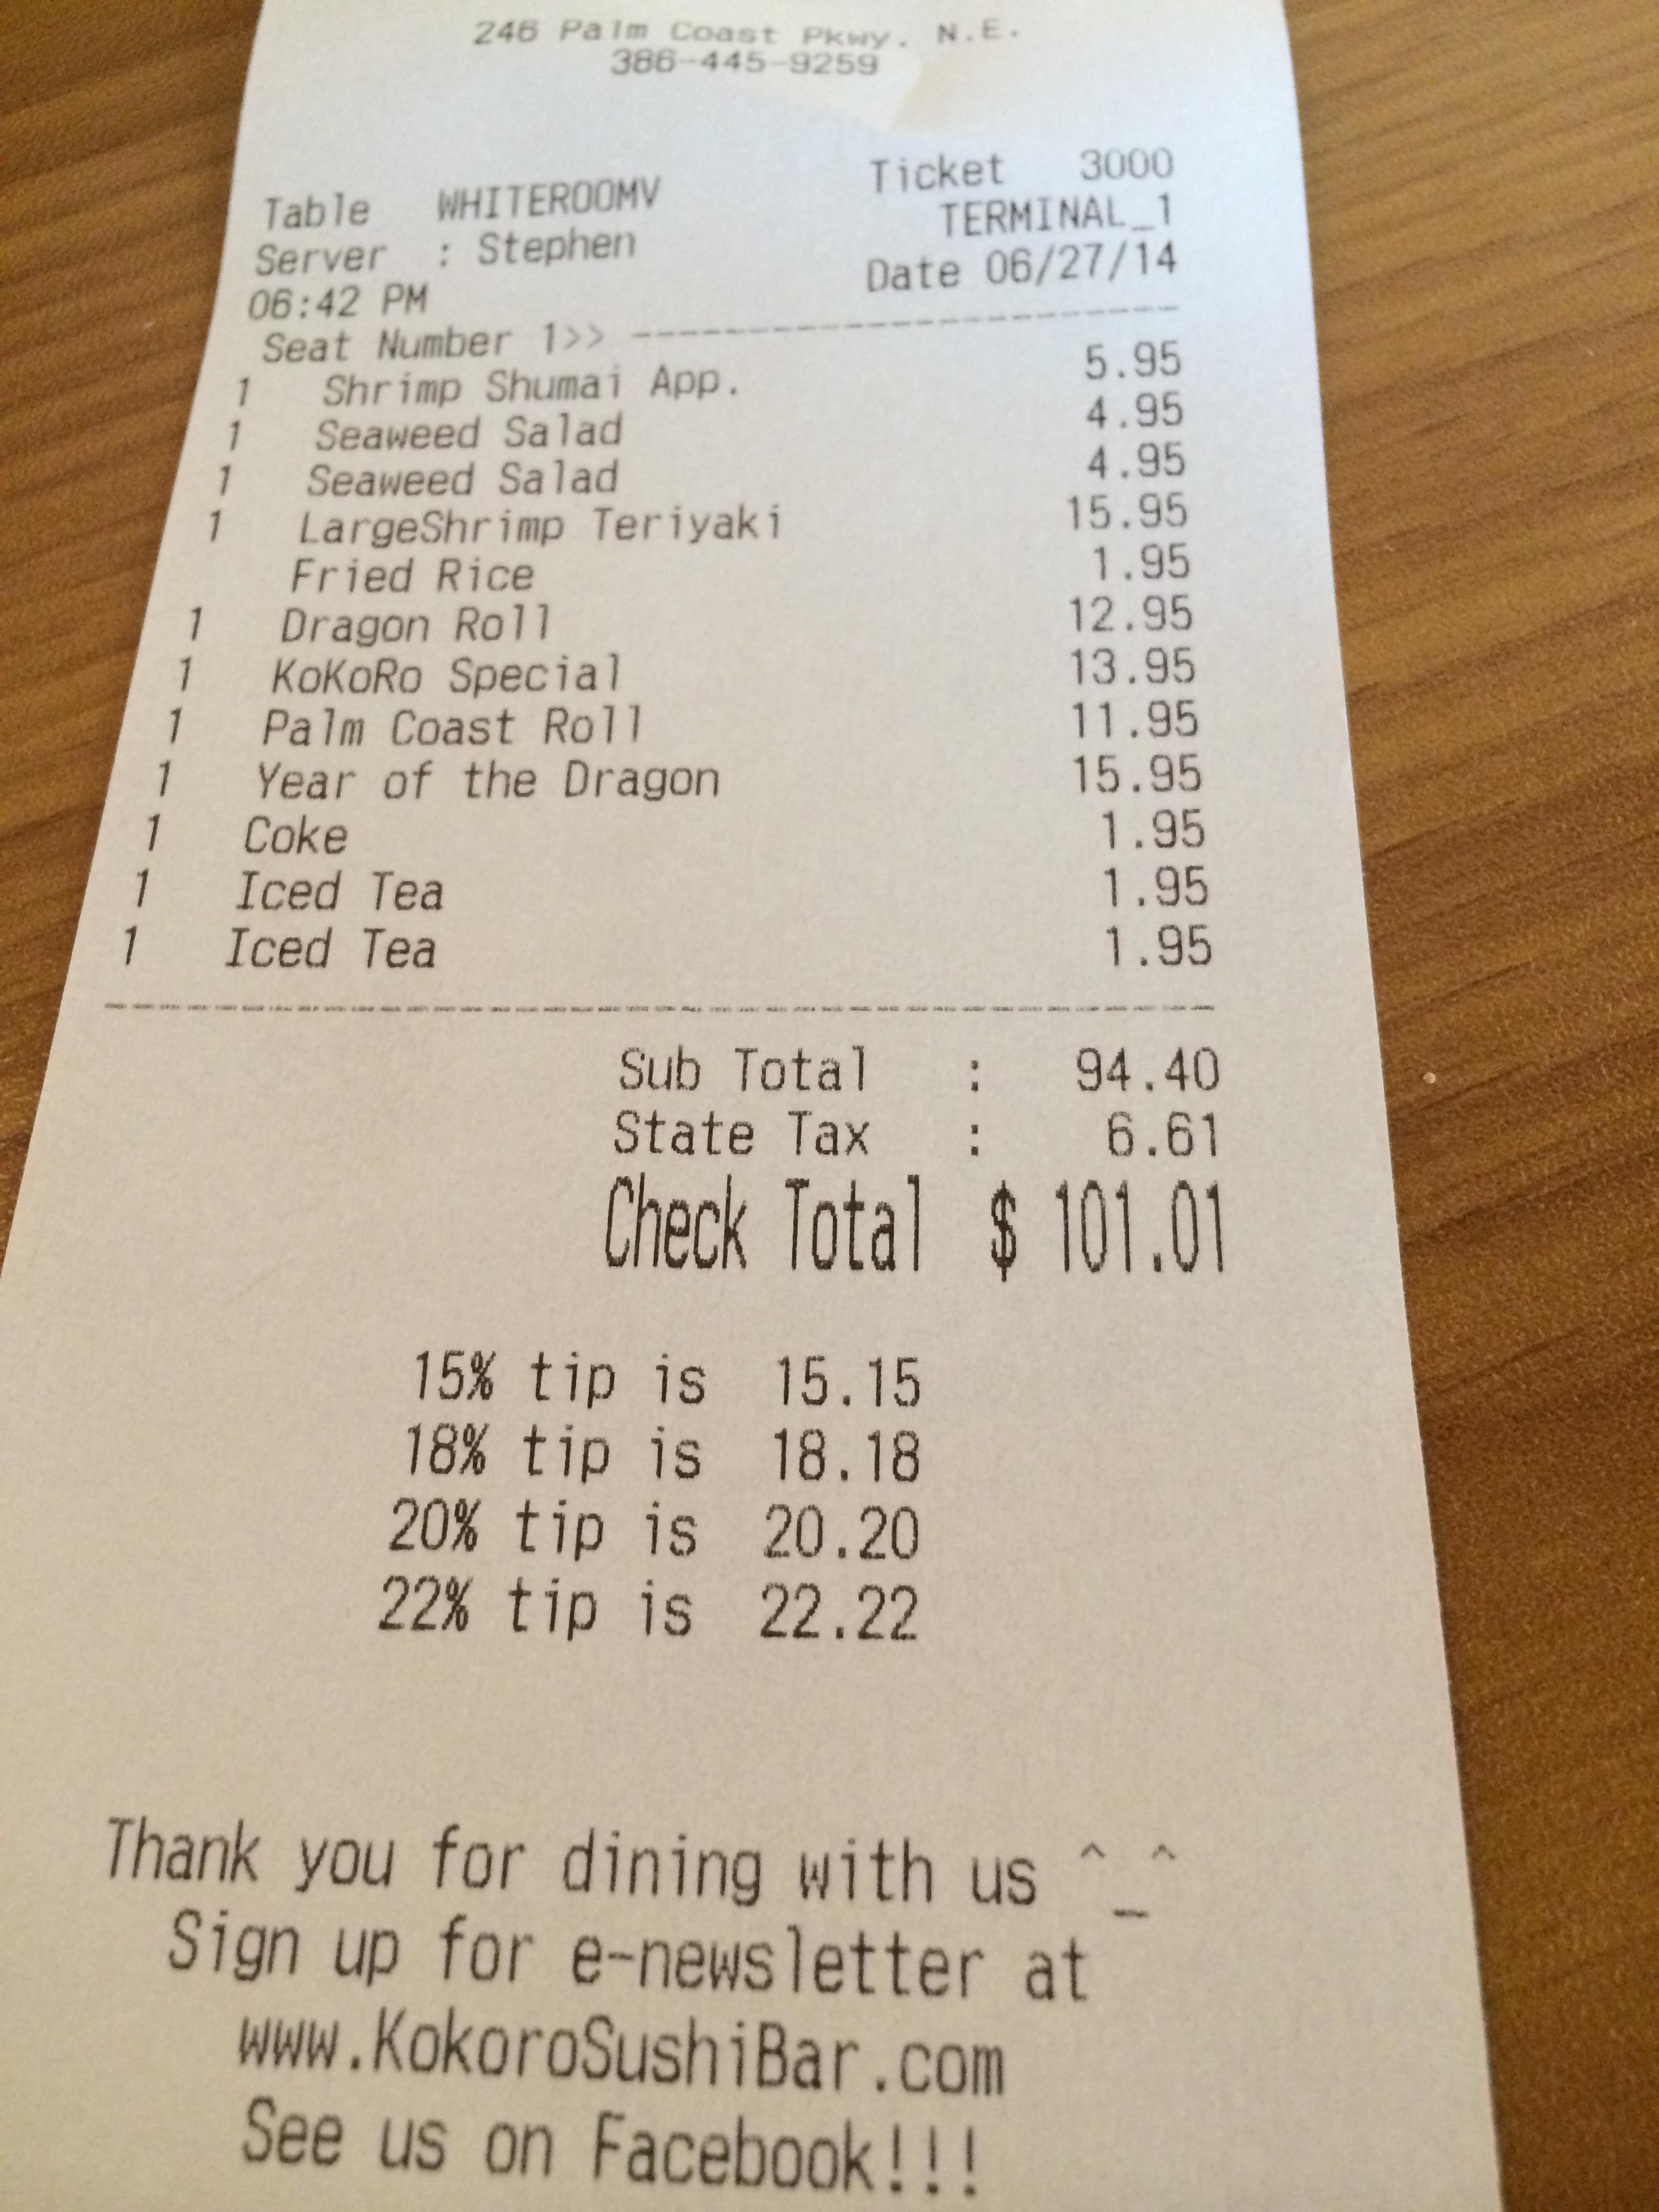 246 Palm Coast Pkwy. N.E.
386-445-9259
Ticket 3000
Table WHITEROOMV
TERMINAL_1
Server : Stephen
Date 06/27/14
06:42 PM
Seat Number 1>> ------------------------
1 Shrimp Shumai App. 5.95
1 Seaweed Salad 4.95
1 Seaweed Salad 4.95
1 LargeShrimp Teriyaki 15.95
Fried Rice 1.95
1 Dragon Roll 12.95
1 KoKoRo Special 13.95
1 Palm Coast Roll 11.95
1 Year of the Dragon 15.95
1 Coke 1.95
1 Iced Tea 1.95
1 Iced Tea 1.95
Sub Total : 94.40
State Tax : 6.61
Check Total $ 101.01
15% tip is 15.15
18% tip is 18.18
20% tip is 20.20
22% tip is 22.22
Thank you for dining with us ^_^
Sign up for e-newsletter at
www.KokoroSushiBar.com
See us on Facebook!!!